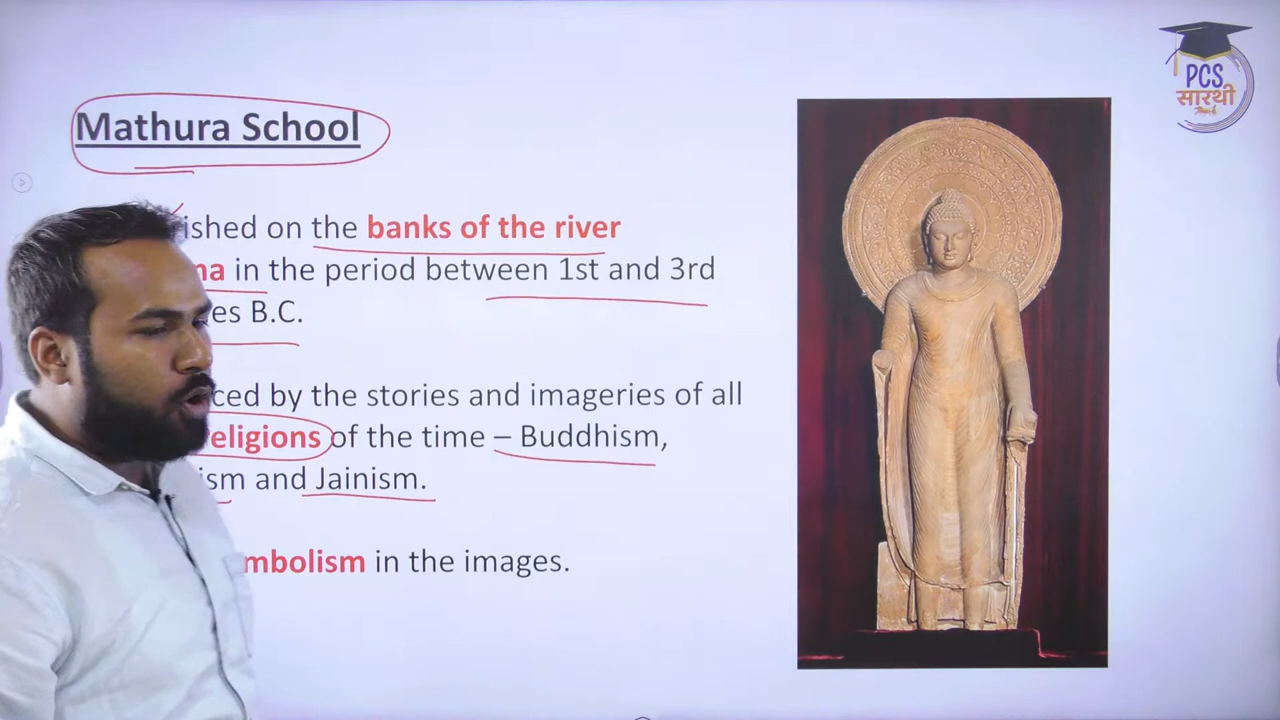 PCS
सारथी
Mathura School
ished on the banks of the river
na in the period between 1st and 3rd
es B.C.
ced by the stories and imageries of all
eligions of the time – Buddhism,
ism and Jainism.
mbolism in the images.